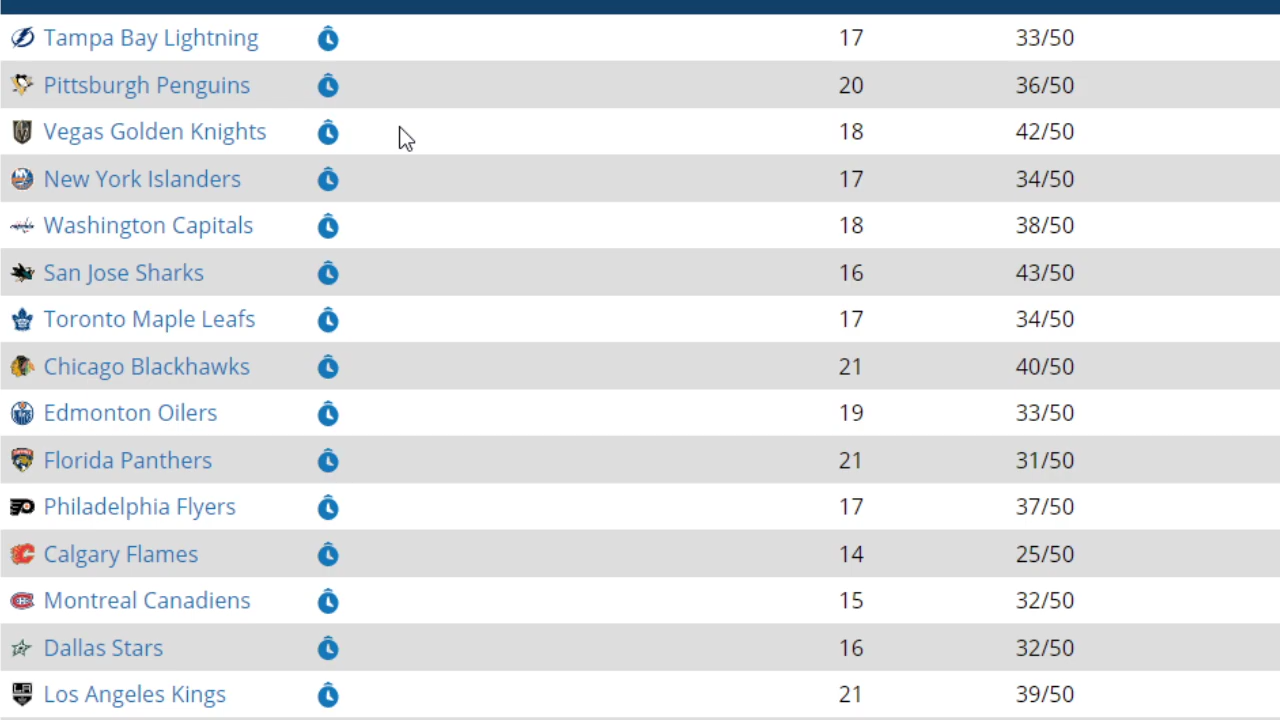 Tampa Bay Lightning 17 33/50
Pittsburgh Penguins 20 36/50
Vegas Golden Knights 18 42/50
New York Islanders 17 34/50
Washington Capitals 18 38/50
San Jose Sharks 16 43/50
Toronto Maple Leafs 17 34/50
Chicago Blackhawks 21 40/50
Edmonton Oilers 19 33/50
Florida Panthers 21 31/50
Philadelphia Flyers 17 37/50
Calgary Flames 14 25/50
Montreal Canadiens 15 32/50
Dallas Stars 16 32/50
Los Angeles Kings 21 39/50